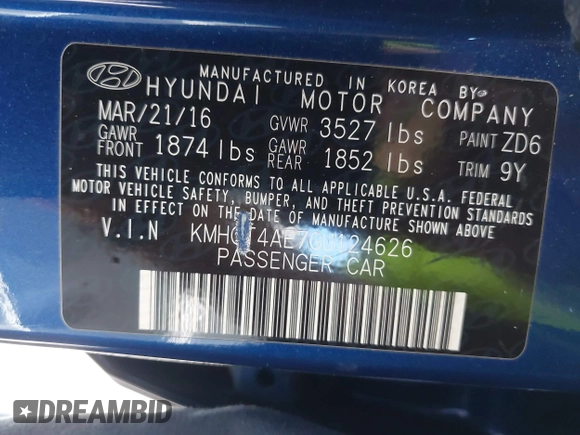 MANUFACTURED IN KOREA BY
HYUNDAI MOTOR COMPANY
MAR/21/16 GVWR 3527 lbs PAINT ZD6
GAWR FRONT 1874 lbs GAWR REAR 1852 lbs TRIM 9Y
THIS VEHICLE CONFORMS TO ALL APPLICABLE U.S.A. FEDERAL
MOTOR VEHICLE SAFETY, BUMPER, AND THEFT PREVENTION STANDARDS
IN EFFECT ON THE DATE OF MANUFACTURE SHOWN ABOVE.
V.I.N
PASSENGER CAR
DREAMBID